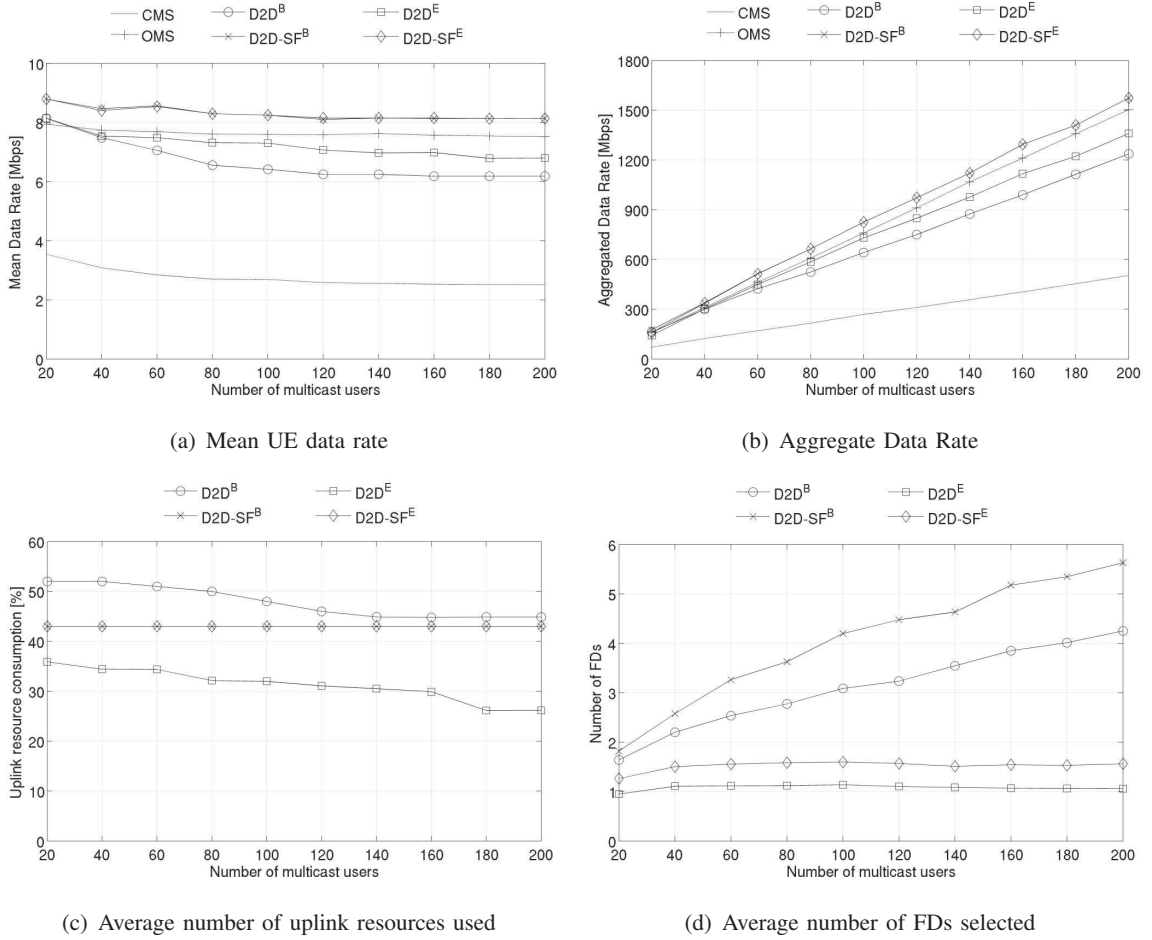 CMS D2D^B D2D^E
OMS D2D-SF^B D2D-SF^E
Mean Data Rate [Mbps]
10
8
6
4
2
0
20 40 60 80 100 120 140 160 180 200
Number of multicast users
(a) Mean UE data rate
CMS D2D^B D2D^E
OMS D2D-SF^B D2D-SF^E
Aggregated Data Rate [Mbps]
1800
1500
1200
900
600
300
0
20 40 60 80 100 120 140 160 180 200
Number of multicast users
(b) Aggregate Data Rate
D2D^B D2D^E
D2D-SF^B D2D-SF^E
Uplink resource consumption [%]
60
50
40
30
20
10
0
20 40 60 80 100 120 140 160 180 200
Number of multicast users
(c) Average number of uplink resources used
D2D^B D2D^E
D2D-SF^B D2D-SF^E
Number of FDs
6
5
4
3
2
1
0
20 40 60 80 100 120 140 160 180 200
Number of multicast users
(d) Average number of FDs selected